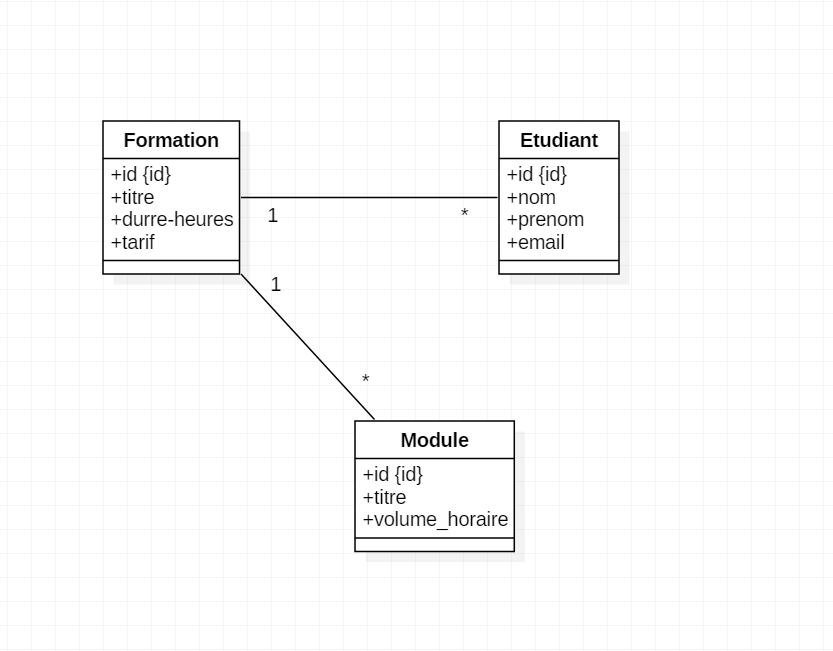 Formation
+id {id}
+titre
+durre-heures
+tarif
1
*
Etudiant
+id {id}
+nom
+prenom
+email
1
*
Module
+id {id}
+titre
+volume_horaire